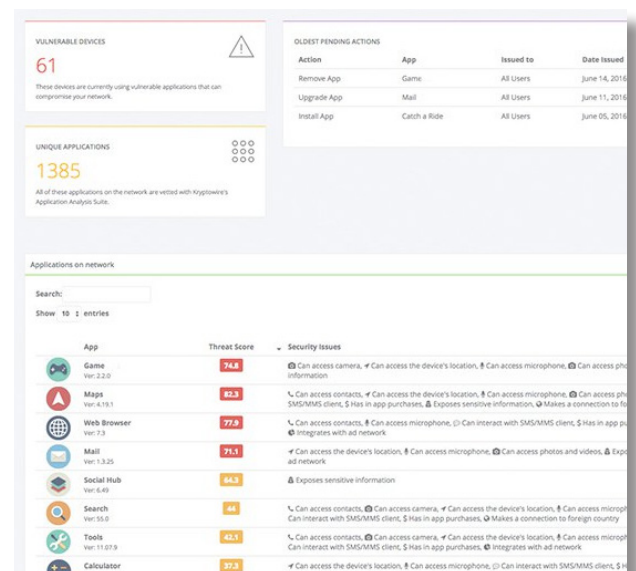 VULNERABLE DEVICES
61
These devices are currently using vulnerable applications that can
compromise your network.
UNIQUE APPLICATIONS
1385
All of these applications on the network are vetted with Kryptowire's
Application Analysis Suite.
OLDEST PENDING ACTIONS
Action App Issued to Date Issued
Remove App Game All Users June 14, 2016
Upgrade App Mail All Users June 11, 2016
Install App Catch a Ride All Users June 05, 2016
Applications on network
Search:
Show 10 entries
App Threat Score Security Issues
Game 74.6 Can access camera, Can access the device's location, Can access microphone, Can access pho
Ver: 2.2.0 information
Maps 82.3 Can access contacts, Can access the device's location, Can access microphone, Can access pho
Ver: 4.19.1 SMS/MMS client, $ Has in app purchases, Exposes sensitive information, Makes a connection to fo
Web Browser 77.9 Can access contacts, Can access microphone, Can interact with SMS/MMS client, $ Has in app pu
Ver: 7.3 Integrates with ad network
Mail 71.1 Can access the device's location, Can access microphone, Can access photos and videos, Expo
Ver: 1.3.25 ad network
Social Hub 64.3 Exposes sensitive information
Ver: 6.49
Search 44 Can access contacts, Can access camera, Can access the device's location, Can access microph
Ver: 55.0 Can interact with SMS/MMS client, $ Has in app purchases, Makes a connection to foreign country
Tools 42.1 Can access contacts, Can access camera, Can access the device's location, Can access microph
Ver: 11.07.9 Can interact with SMS/MMS client, $ Has in app purchases, Integrates with ad network
Calculator 37.3 Can access the device's location, Can access microphone, Can interact with SMS/MMS client, $ H